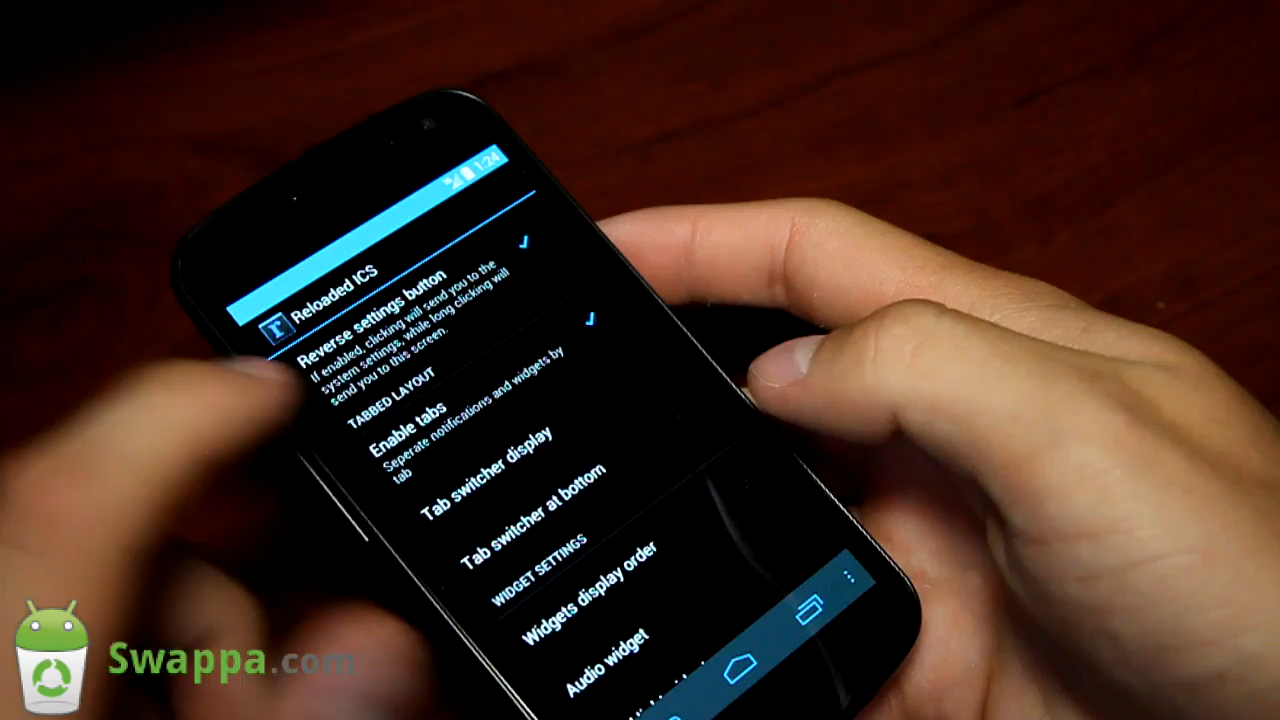 1:24
Reloaded ICS
Reverse settings button
If enabled, clicking will send you to the
system settings, while long clicking will
send you to this screen.
TABBED LAYOUT
Enable tabs
Seperate notifications and widgets by
tab
Tab switcher display
Tab switcher at bottom
WIDGET SETTINGS
Widgets display order
Audio widget
Swappa.com